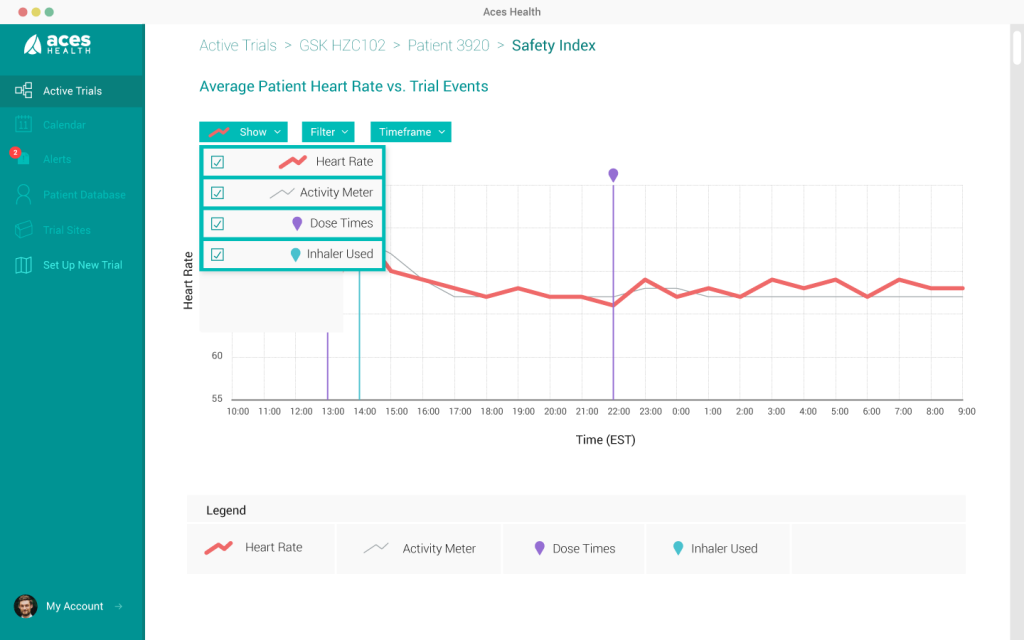 Aces Health
aces
HEALTH
Active Trials
11
Calendar
2
Alerts
Patient Database
Trial Sites
Set Up New Trial
My Account
Active Trials > GSK HZC102 > Patient 3920 > Safety Index
Average Patient Heart Rate vs. Trial Events
Show Filter Timeframe
Heart Rate
Activity Meter
Dose Times
Inhaler Used
Heart Rate
60
55
10:00 11:00 12:00 13:00 14:00 15:00 16:00 17:00 18:00 19:00 20:00 21:00 22:00 23:00 0:00 1:00 2:00 3:00 4:00 5:00 6:00 7:00 8:00 9:00
Time (EST)
Legend
Heart Rate Activity Meter Dose Times Inhaler Used